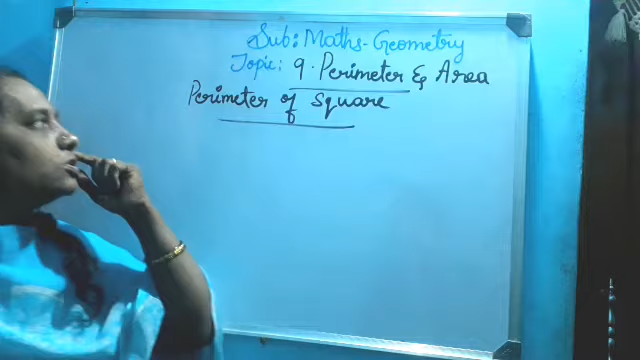 Sub: Maths-Geometry
Topic: 9. Perimeter & Area
Perimeter of square